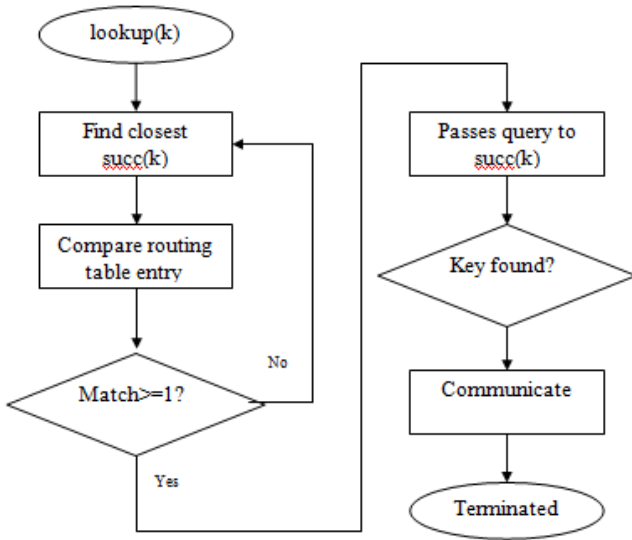 lookup(k)
Find closest
succ(k)
Compare routing
table entry
Match>=1?
No
Yes
Passes query to
succ(k)
Key found?
Communicate
Terminated